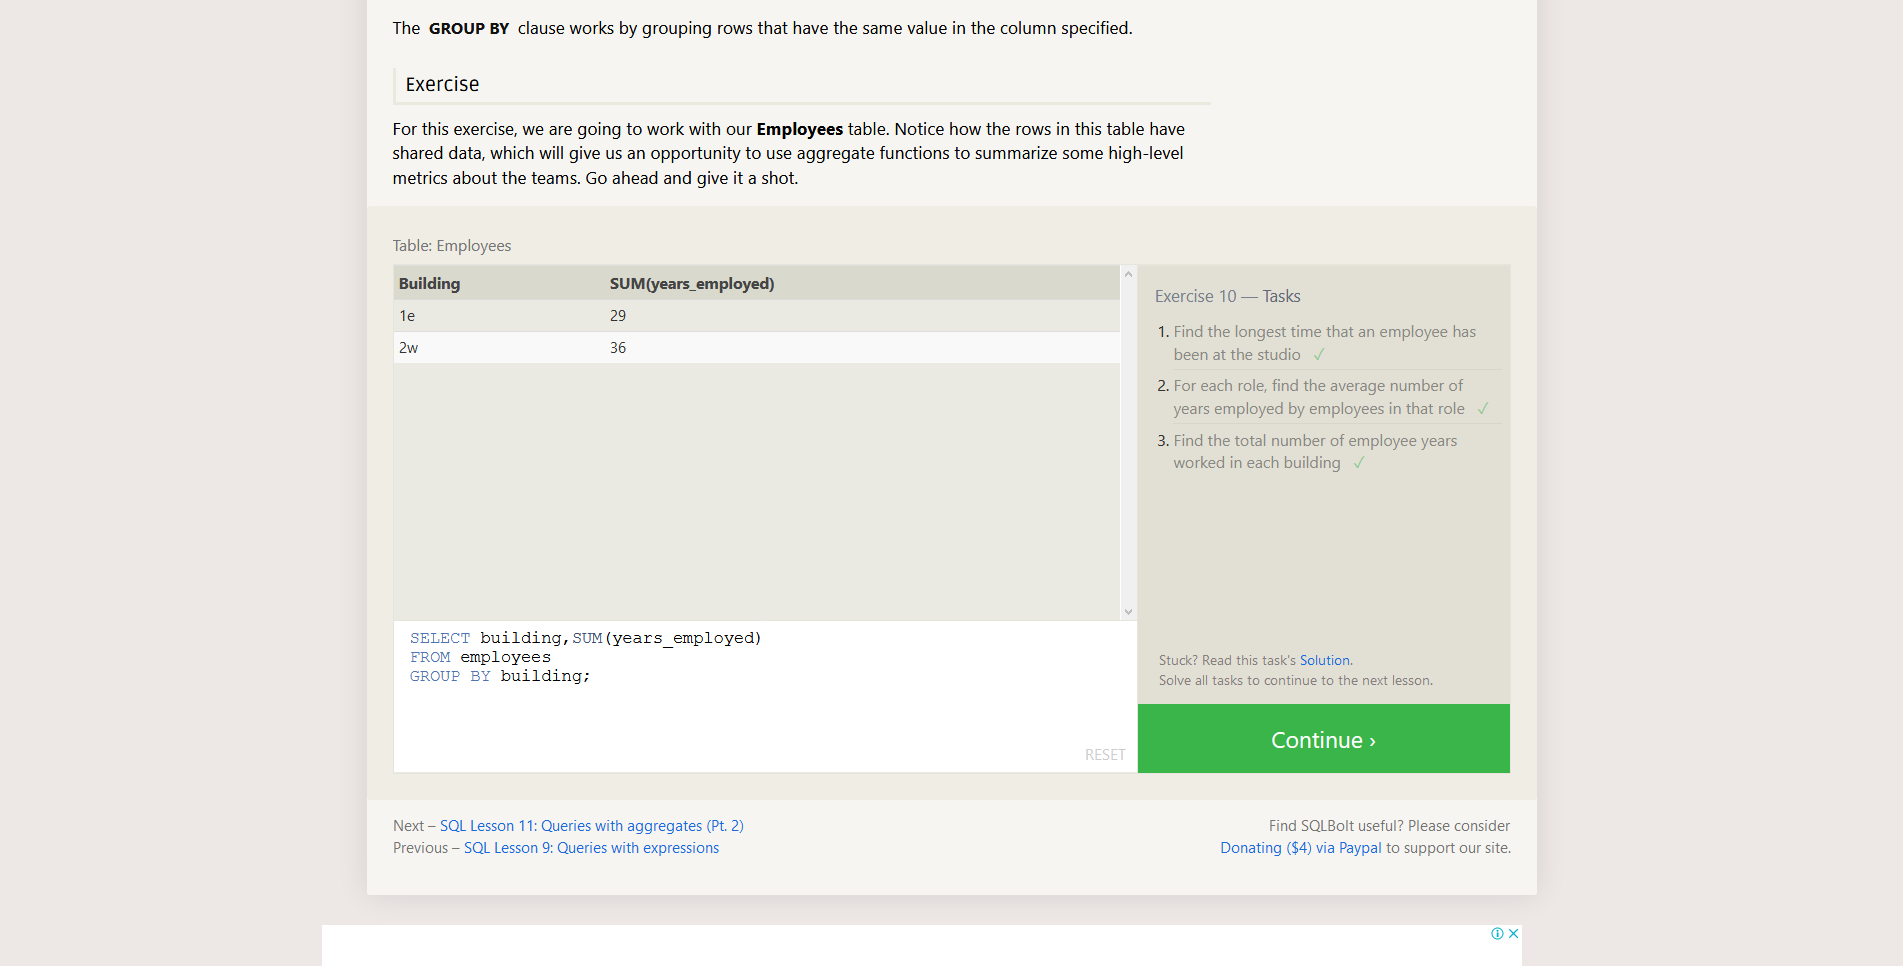 The GROUP BY clause works by grouping rows that have the same value in the column specified.
Exercise
For this exercise, we are going to work with our Employees table. Notice how the rows in this table have
shared data, which will give us an opportunity to use aggregate functions to summarize some high-level
metrics about the teams. Go ahead and give it a shot.
Table: Employees
Building SUM(years_employed)
1e 29
2w 36
SELECT building,SUM(years_employed)
FROM employees
GROUP BY building;
RESET
Exercise 10 — Tasks
1. Find the longest time that an employee has
been at the studio ✓
2. For each role, find the average number of
years employed by employees in that role ✓
3. Find the total number of employee years
worked in each building ✓
Stuck? Read this task's Solution.
Solve all tasks to continue to the next lesson.
Continue ›
Next – SQL Lesson 11: Queries with aggregates (Pt. 2)
Previous – SQL Lesson 9: Queries with expressions
Find SQLBolt useful? Please consider
Donating ($4) via Paypal to support our site.